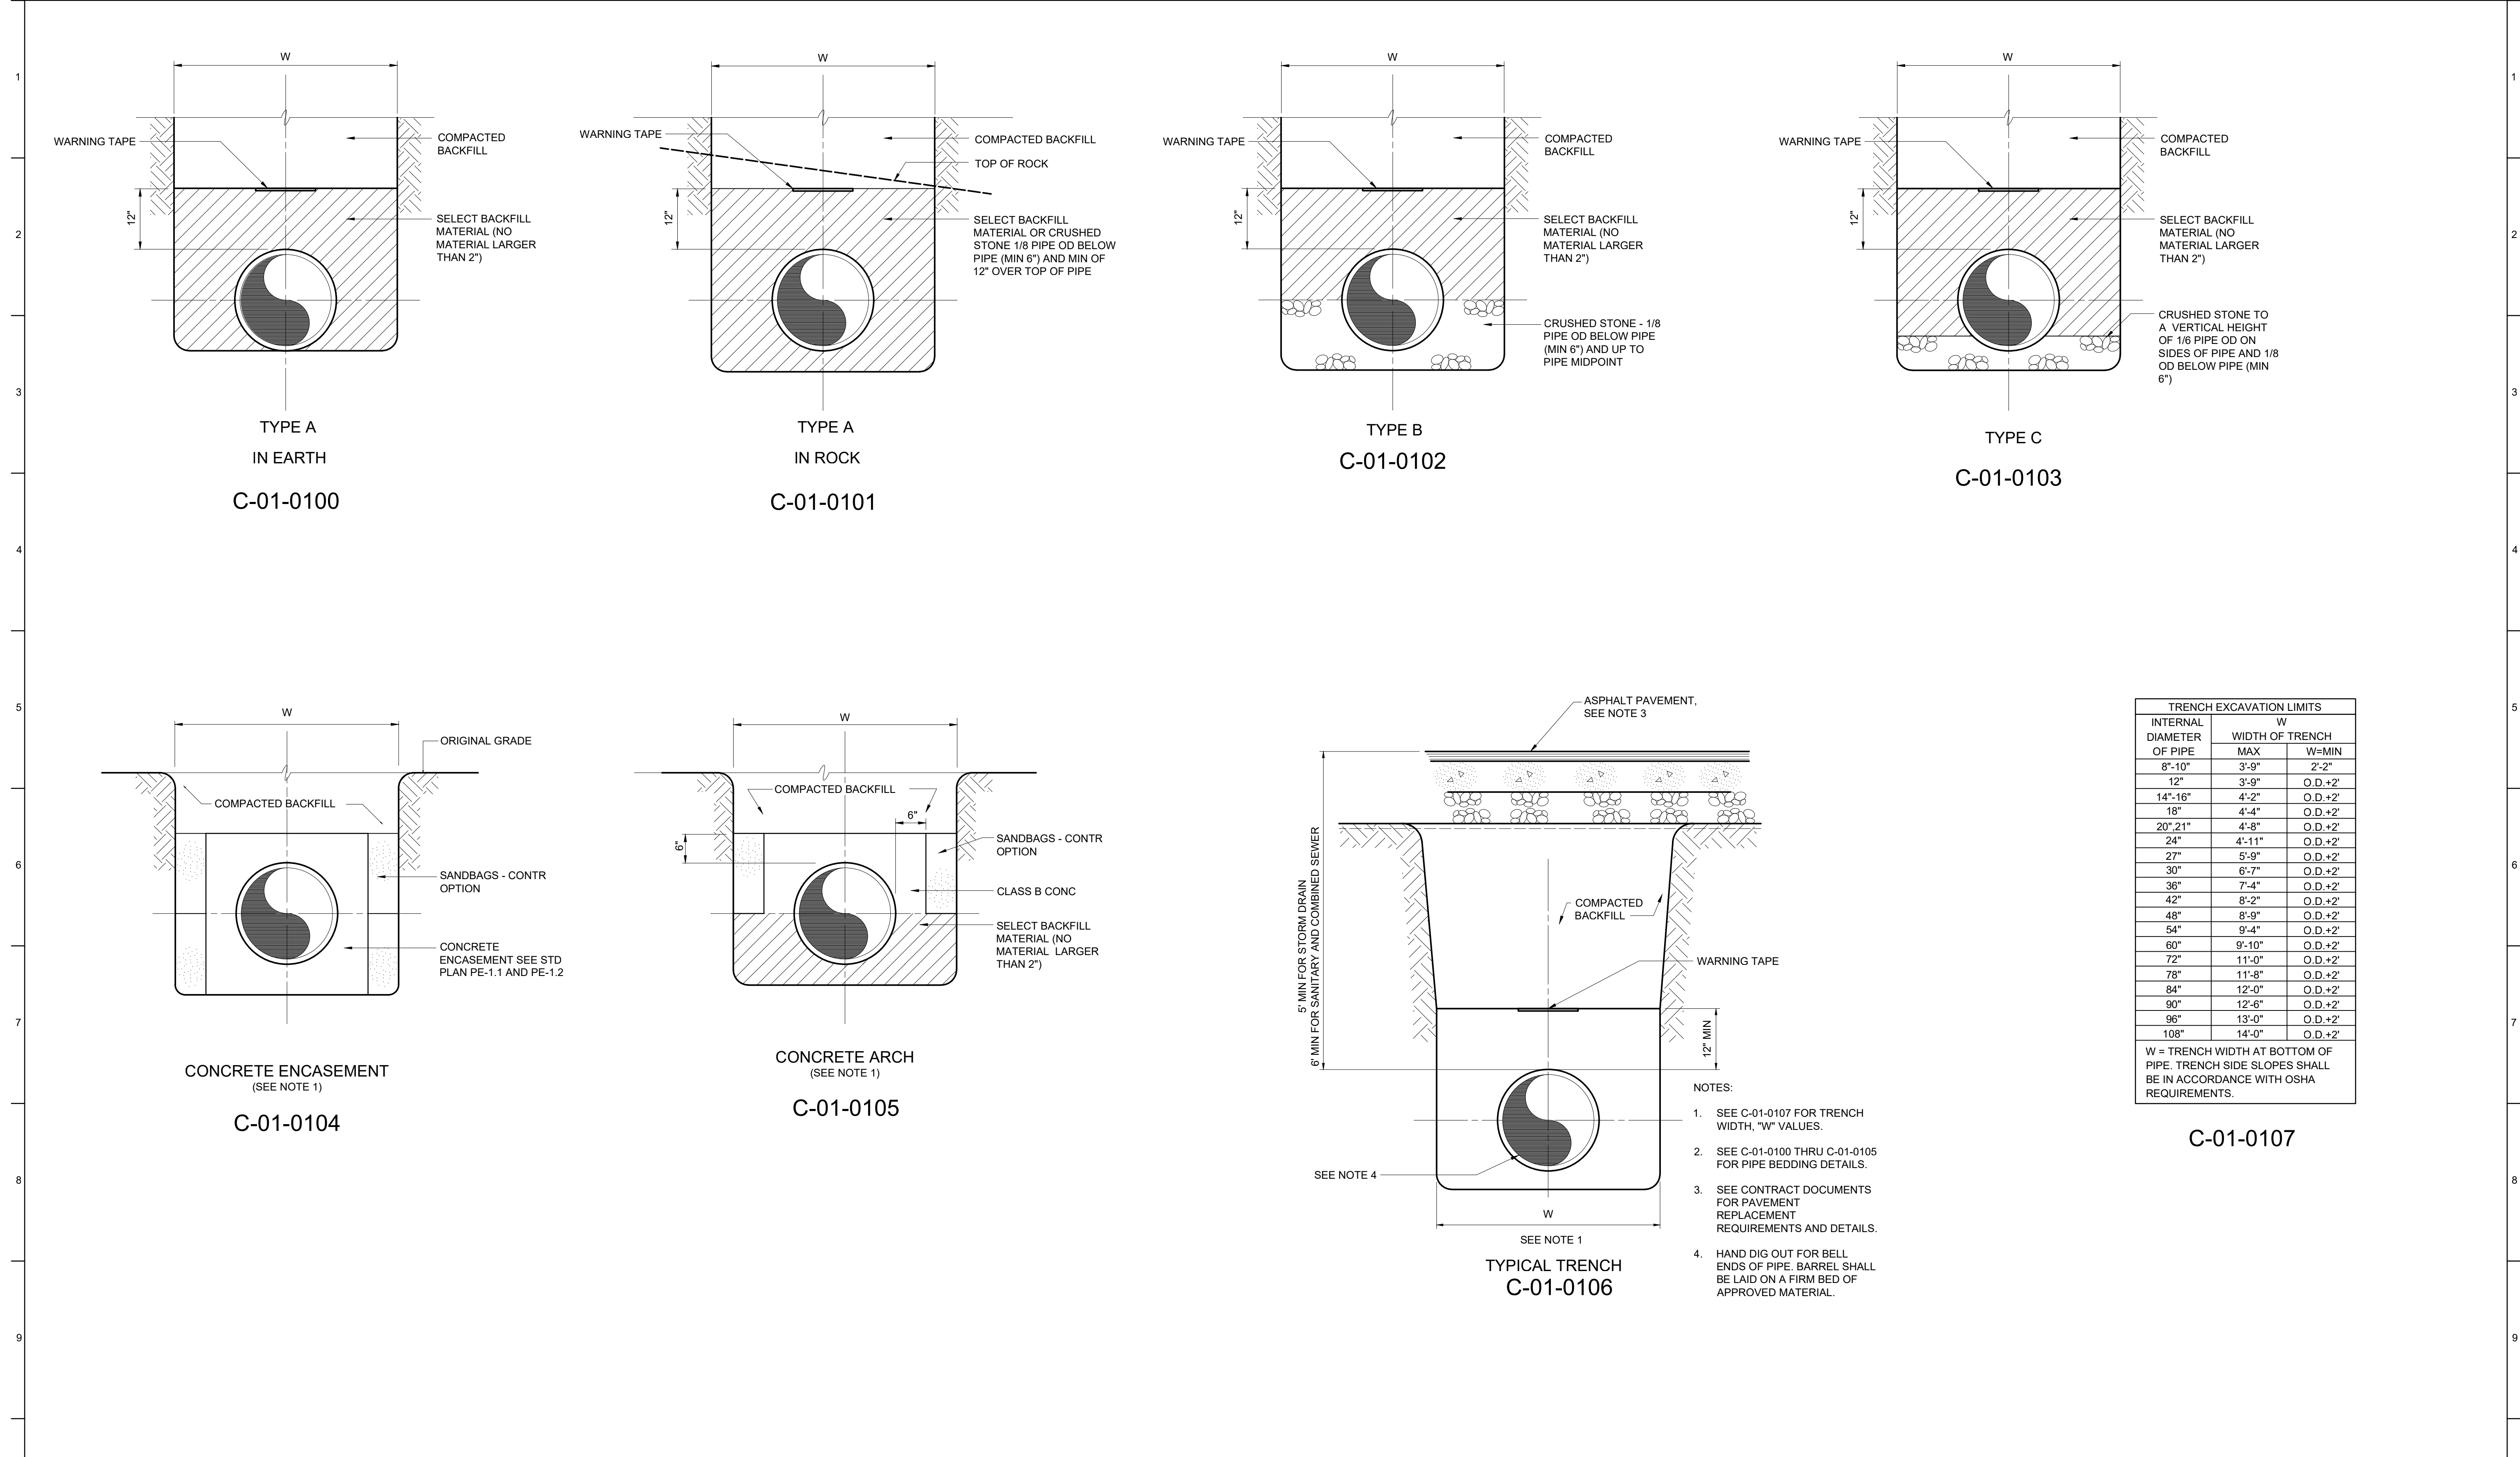 W
WARNING TAPE
COMPACTED
BACKFILL
12"
SELECT BACKFILL
MATERIAL (NO
MATERIAL LARGER
THAN 2")
TYPE A
IN EARTH
C-01-0100
W
WARNING TAPE
COMPACTED BACKFILL
TOP OF ROCK
12"
SELECT BACKFILL
MATERIAL OR CRUSHED
STONE 1/8 PIPE OD BELOW
PIPE (MIN 6") AND MIN OF
12" OVER TOP OF PIPE
TYPE A
IN ROCK
C-01-0101
W
WARNING TAPE
COMPACTED
BACKFILL
12"
SELECT BACKFILL
MATERIAL (NO
MATERIAL LARGER
THAN 2")
CRUSHED STONE - 1/8
PIPE OD BELOW PIPE
(MIN 6") AND UP TO
PIPE MIDPOINT
TYPE B
C-01-0102
W
WARNING TAPE
COMPACTED
BACKFILL
12"
SELECT BACKFILL
MATERIAL (NO
MATERIAL LARGER
THAN 2")
CRUSHED STONE TO
A VERTICAL HEIGHT
OF 1/6 PIPE OD ON
SIDES OF PIPE AND 1/8
OD BELOW PIPE (MIN
6")
TYPE C
C-01-0103
W
ORIGINAL GRADE
COMPACTED BACKFILL
SANDBAGS - CONTR
OPTION
CONCRETE
ENCASEMENT SEE STD
PLAN PE-1.1 AND PE-1.2
CONCRETE ENCASEMENT
(SEE NOTE 1)
C-01-0104
W
COMPACTED BACKFILL
6"
6"
SANDBAGS - CONTR
OPTION
CLASS B CONC
SELECT BACKFILL
MATERIAL (NO
MATERIAL LARGER
THAN 2")
CONCRETE ARCH
(SEE NOTE 1)
C-01-0105
ASPHALT PAVEMENT,
SEE NOTE 3
5' MIN FOR STORM DRAIN
6' MIN FOR SANITARY AND COMBINED SEWER
COMPACTED
BACKFILL
WARNING TAPE
12" MIN
SEE NOTE 4
W
SEE NOTE 1
TYPICAL TRENCH
C-01-0106
NOTES:
1. SEE C-01-0107 FOR TRENCH
WIDTH, "W" VALUES.
2. SEE C-01-0100 THRU C-01-0105
FOR PIPE BEDDING DETAILS.
3. SEE CONTRACT DOCUMENTS
FOR PAVEMENT
REPLACEMENT
REQUIREMENTS AND DETAILS.
4. HAND DIG OUT FOR BELL
ENDS OF PIPE. BARREL SHALL
BE LAID ON A FIRM BED OF
APPROVED MATERIAL.
TRENCH EXCAVATION LIMITS
INTERNAL DIAMETER OF PIPE W WIDTH OF TRENCH
MAX W=MIN
8"-10" 3'-9" 2'-2"
12" 3'-9" O.D.+2'
14"-16" 4'-2" O.D.+2'
18" 4'-4" O.D.+2'
20",21" 4'-8" O.D.+2'
24" 4'-11" O.D.+2'
27" 5'-9" O.D.+2'
30" 6'-7" O.D.+2'
36" 7'-4" O.D.+2'
42" 8'-2" O.D.+2'
48" 8'-9" O.D.+2'
54" 9'-4" O.D.+2'
60" 9'-10" O.D.+2'
72" 11'-0" O.D.+2'
78" 11'-8" O.D.+2'
84" 12'-0" O.D.+2'
90" 12'-6" O.D.+2'
96" 13'-0" O.D.+2'
108" 14'-0" O.D.+2'
W = TRENCH WIDTH AT BOTTOM OF
PIPE. TRENCH SIDE SLOPES SHALL
BE IN ACCORDANCE WITH OSHA
REQUIREMENTS.
C-01-0107
1 1
2 2
3 3
4 4
5 5
6 6
7 7
8 8
9 9